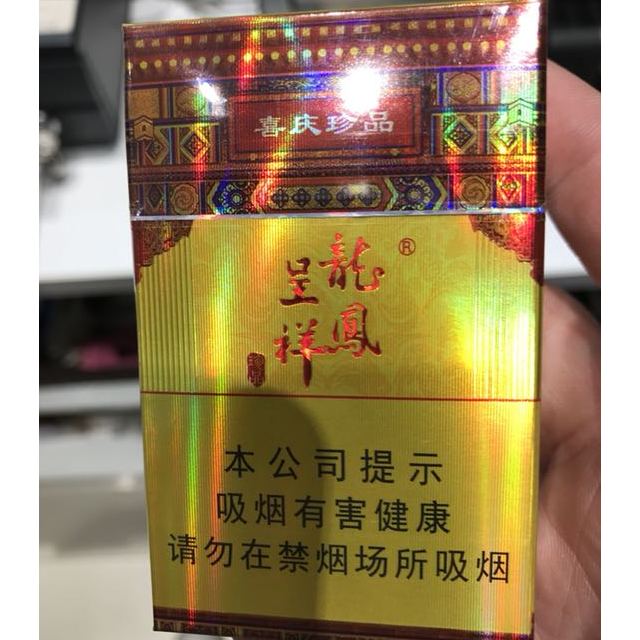 喜庆珍品
龍鳳
呈祥
®
本公司提示
吸烟有害健康
请勿在禁烟场所吸烟